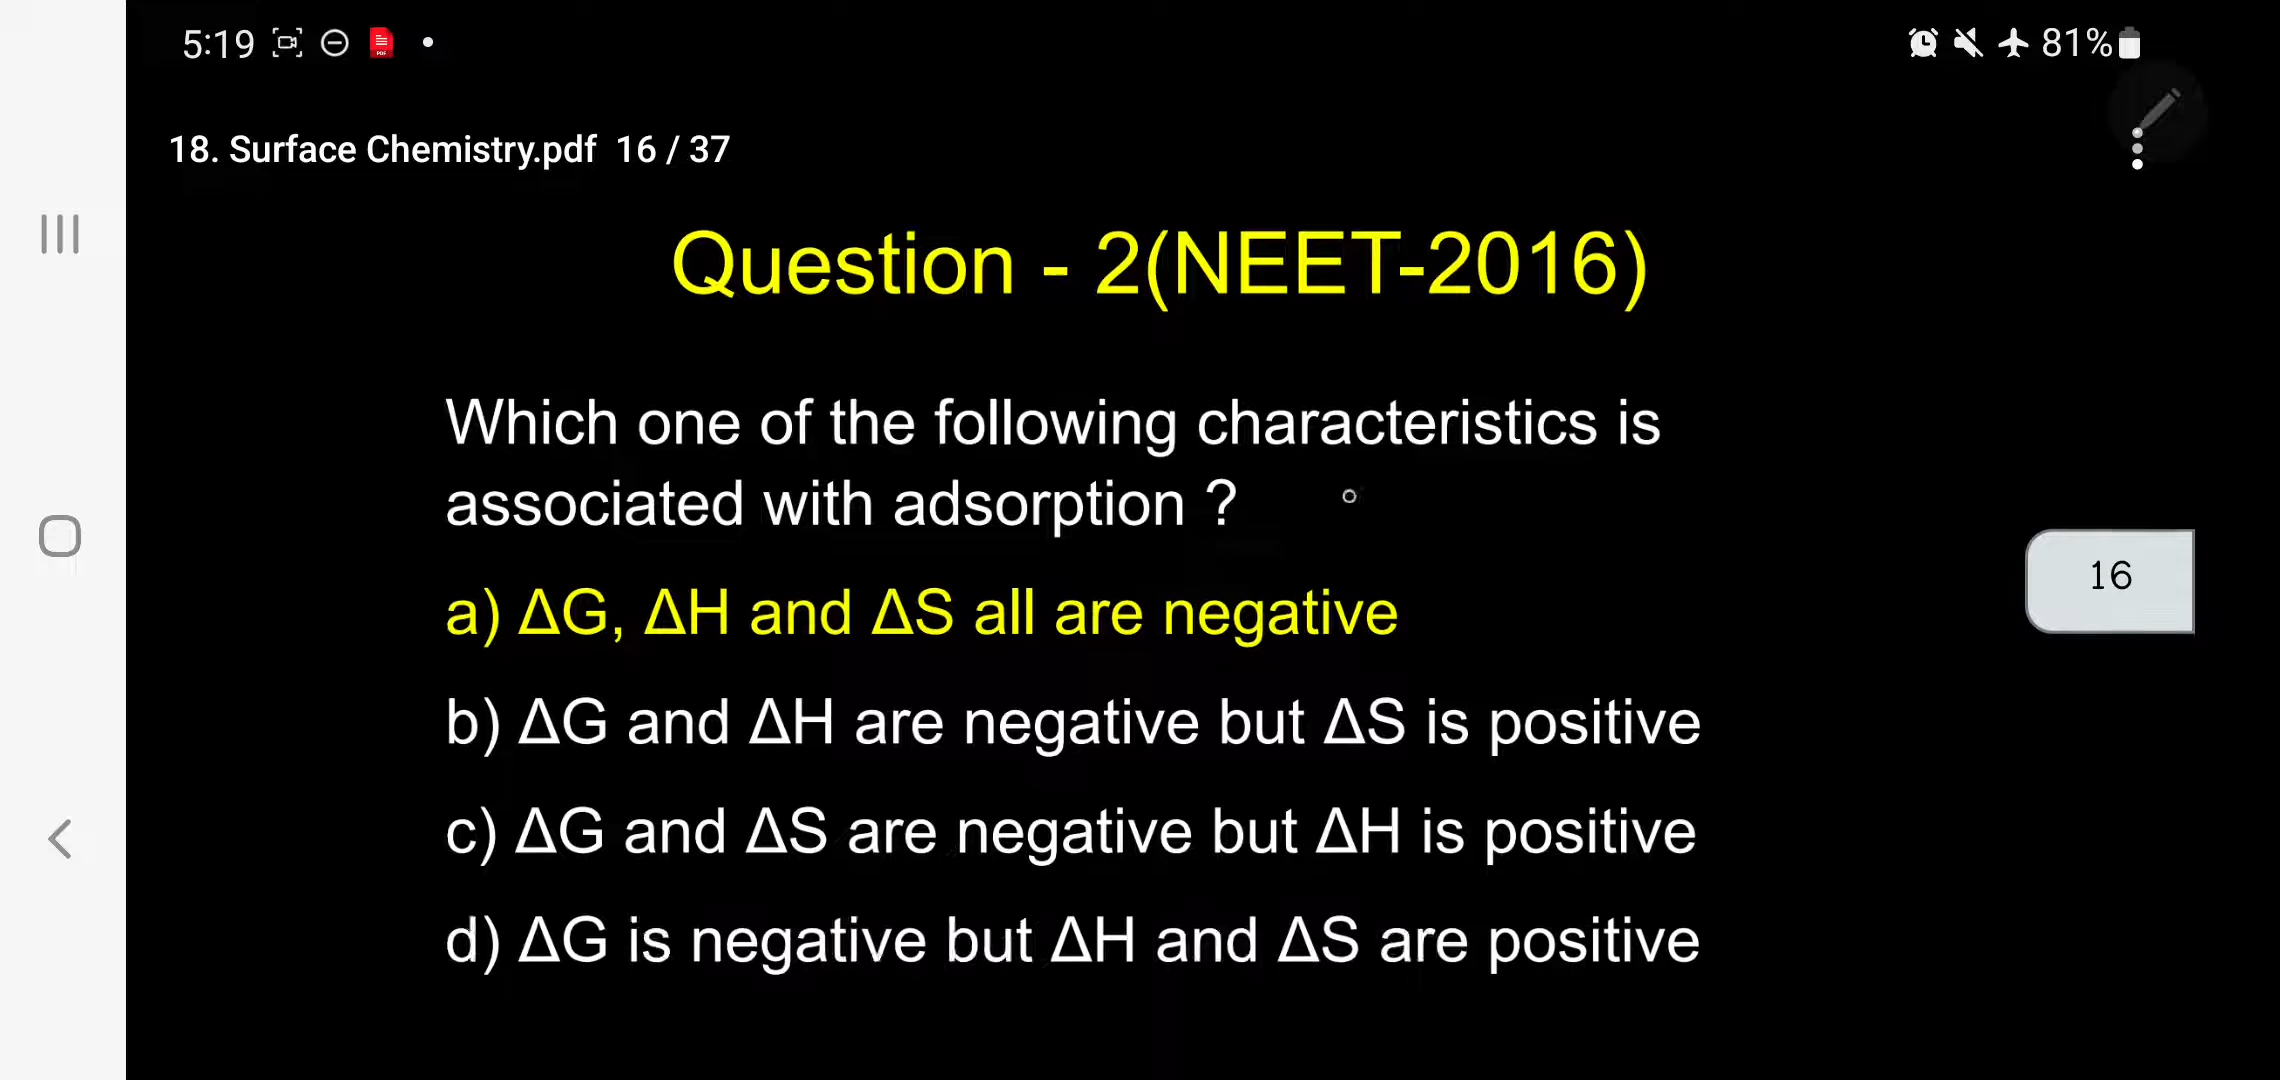 5:19
81%
18. Surface Chemistry.pdf 16 / 37
Question - 2(NEET-2016)
Which one of the following characteristics is
associated with adsorption ?
a) ΔG, ΔH and ΔS all are negative
16
b) ΔG and ΔH are negative but ΔS is positive
c) ΔG and ΔS are negative but ΔH is positive
d) ΔG is negative but ΔH and ΔS are positive